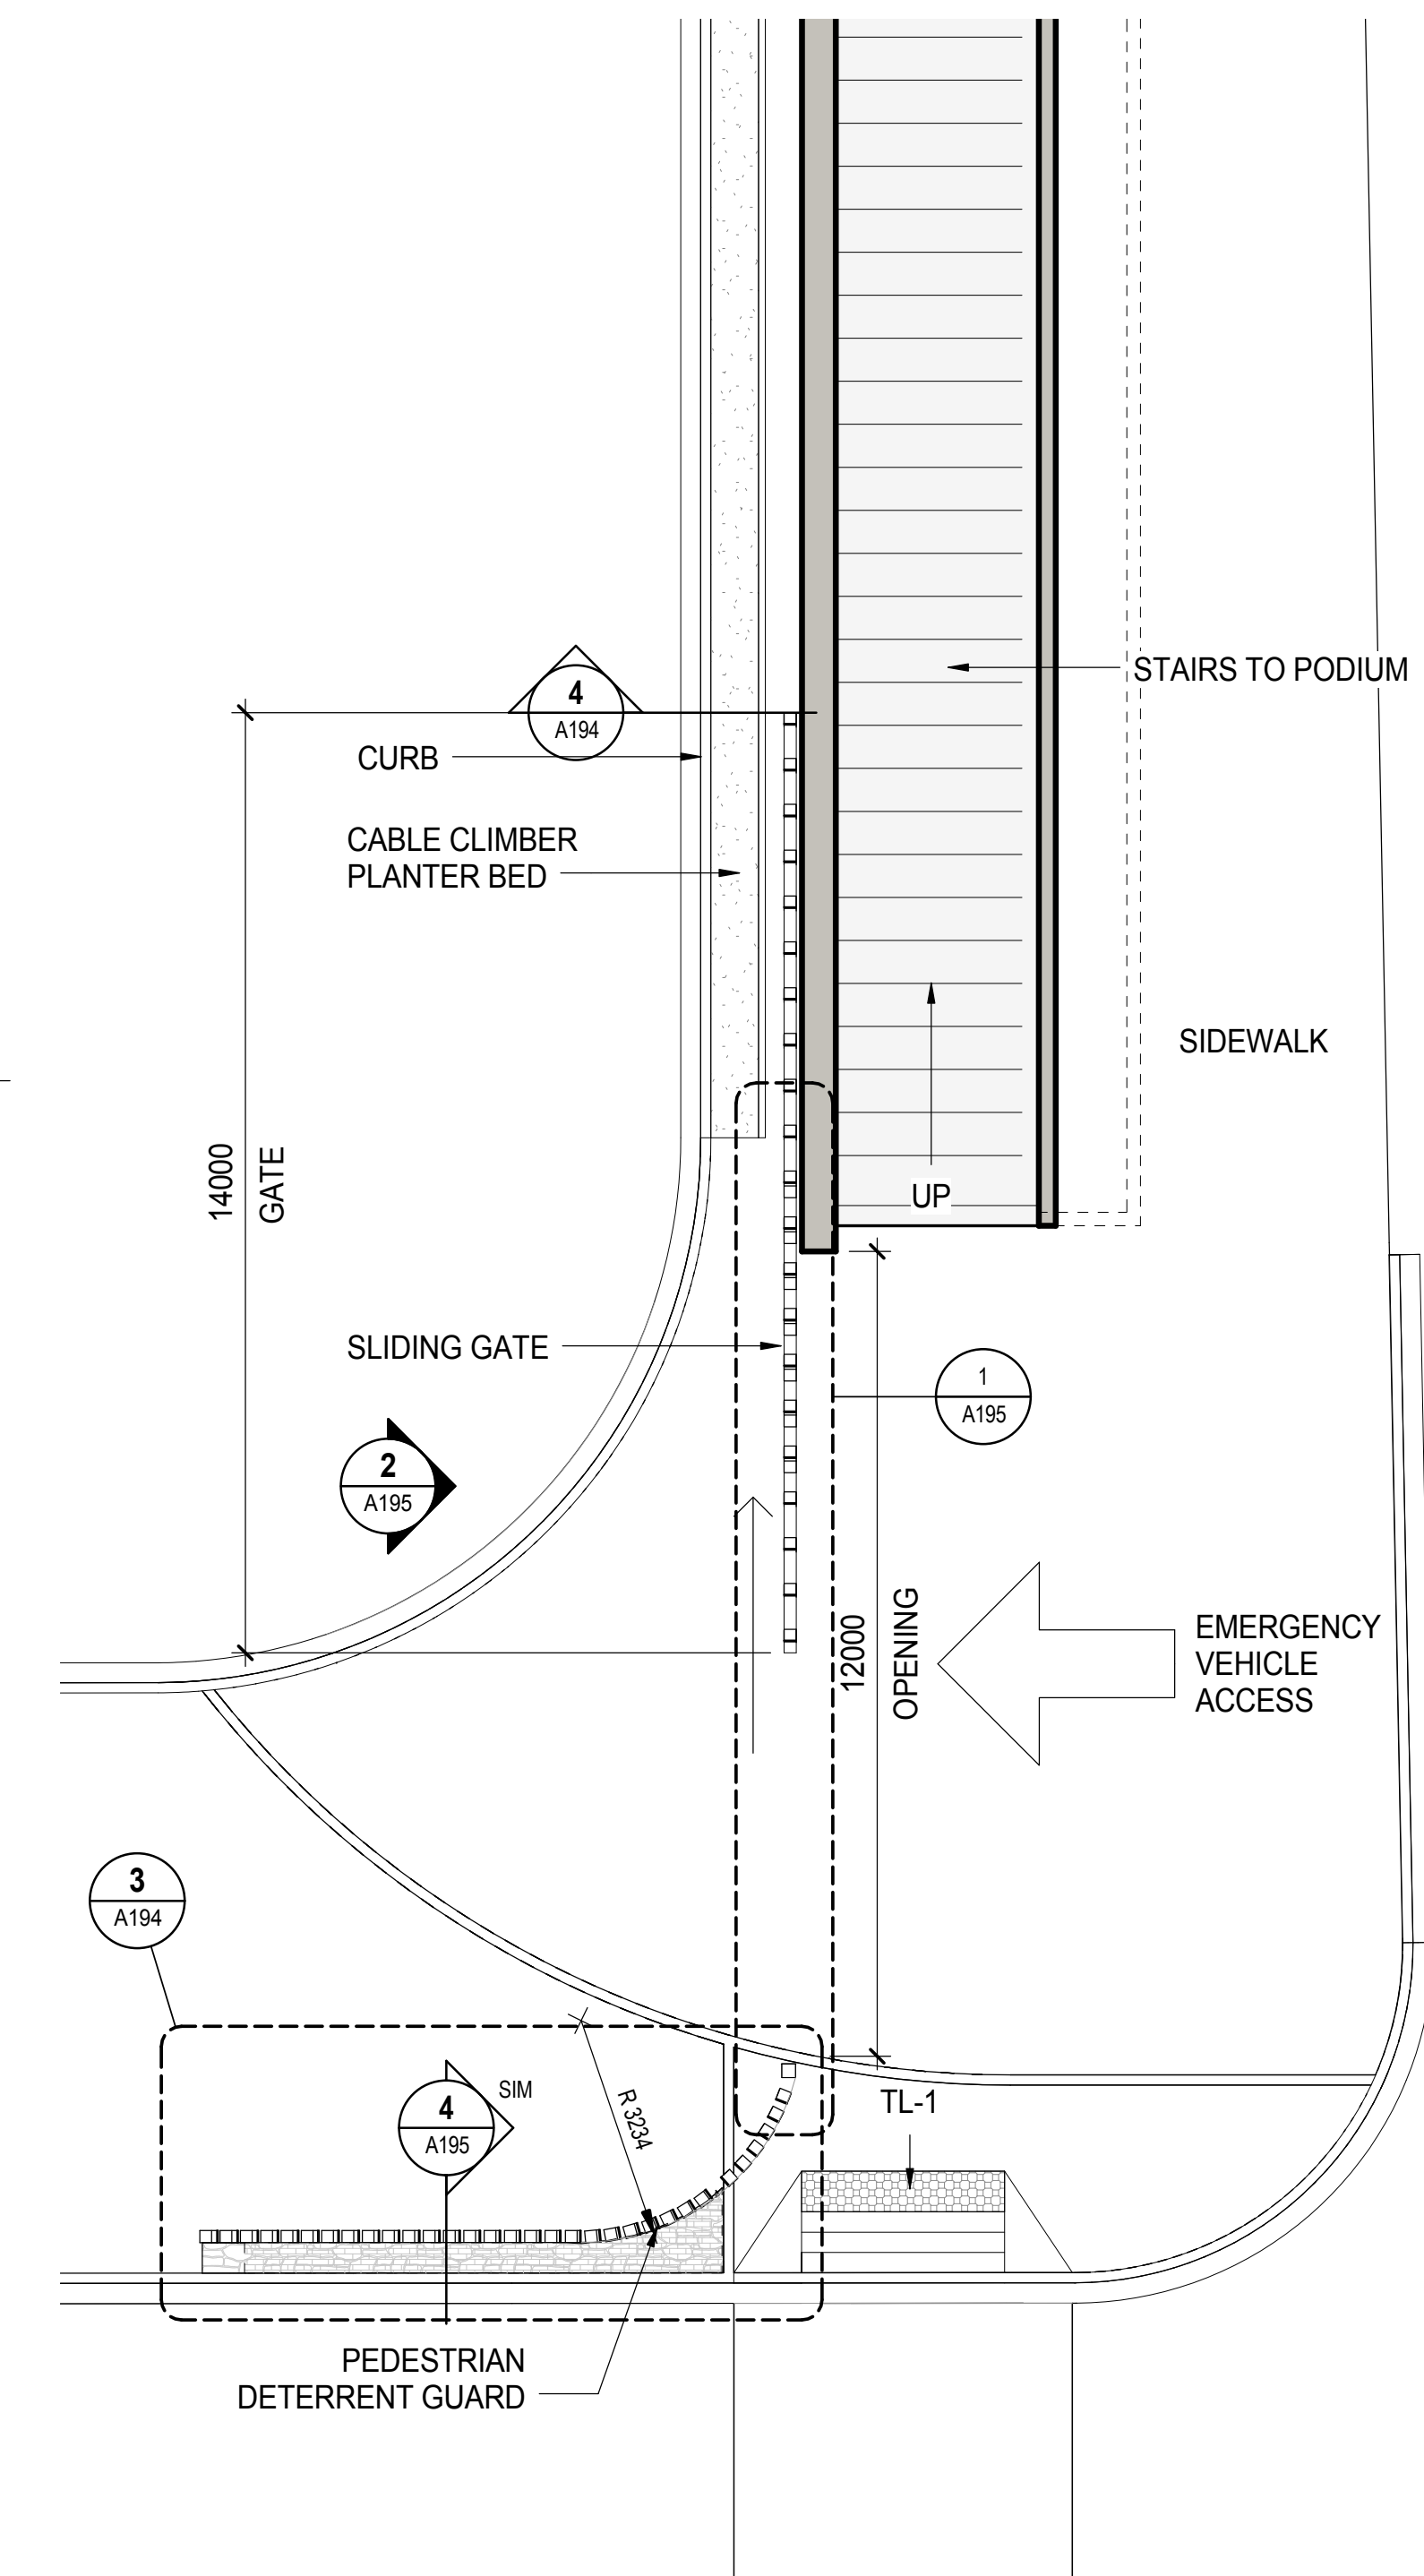 4
A194
STAIRS TO PODIUM
CURB
CABLE CLIMBER
PLANTER BED
SIDEWALK
14000
GATE
UP
SLIDING GATE
1
A195
2
A195
12000
OPENING
EMERGENCY
VEHICLE
ACCESS
3
A194
SIM
4
A195
R 3234
TL-1
PEDESTRIAN
DETERRENT GUARD